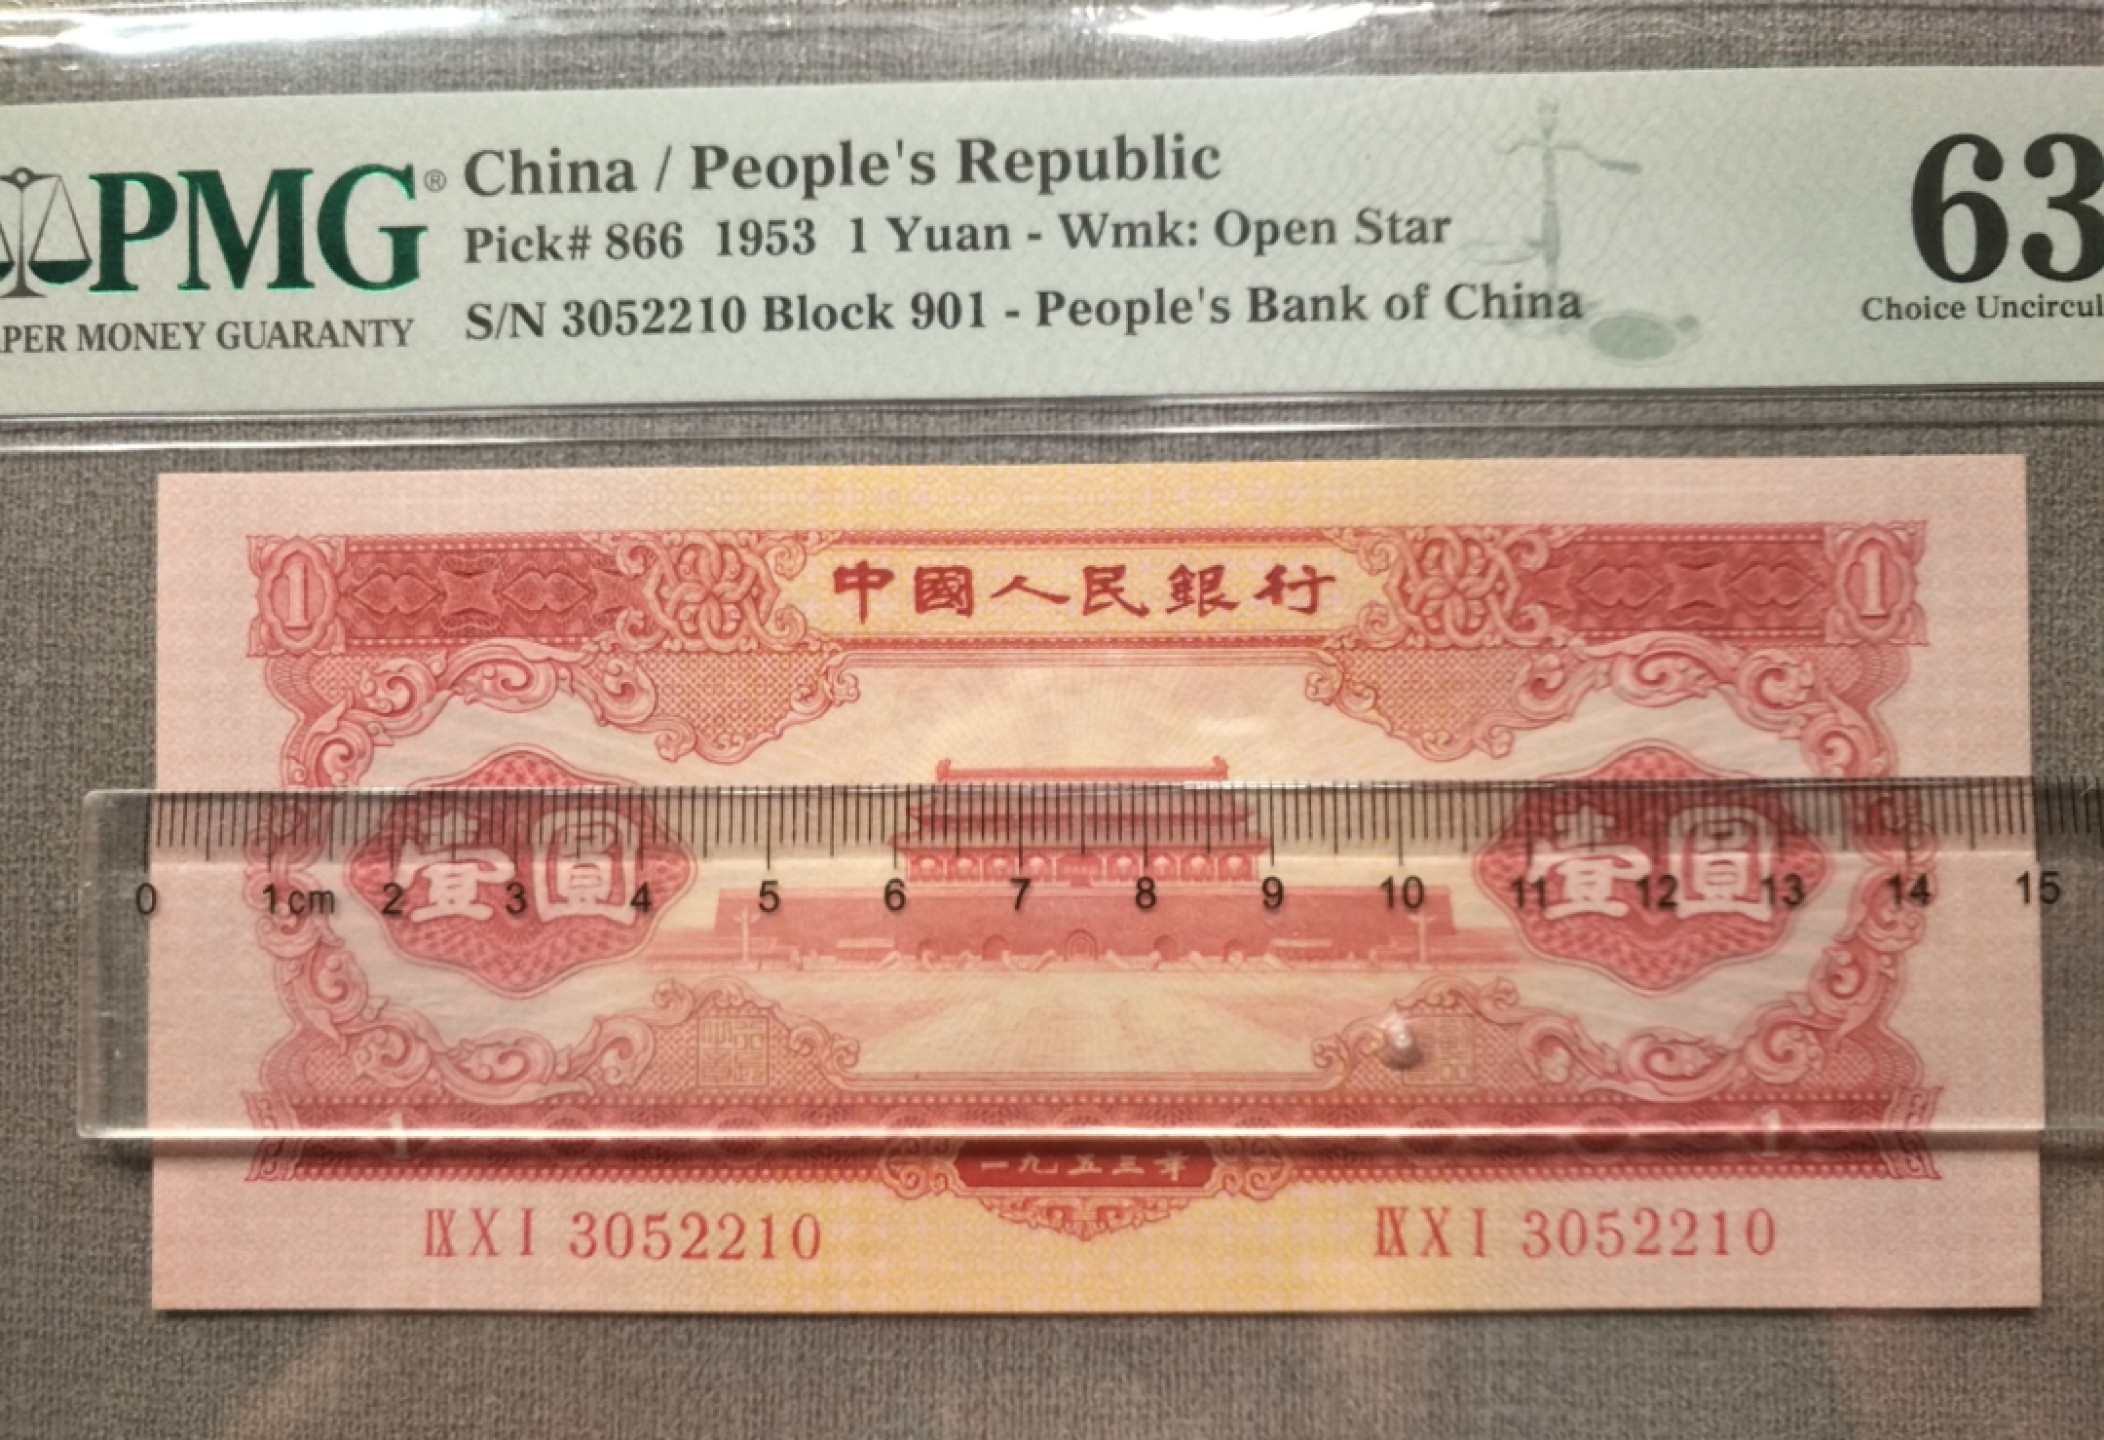 PMG®
PER MONEY GUARANTY
China / People's Republic
Pick# 866 1953 1 Yuan - Wmk: Open Star
S/N 3052210 Block 901 - People's Bank of China
63
Choice Uncircul
1 中國人民銀行 1
壹圓 壹圓
0 1cm 2 3 4 5 6 7 8 9 10 11 12 13 14 15
1 1
一九五三年
IX X I 3052210 IX X I 3052210